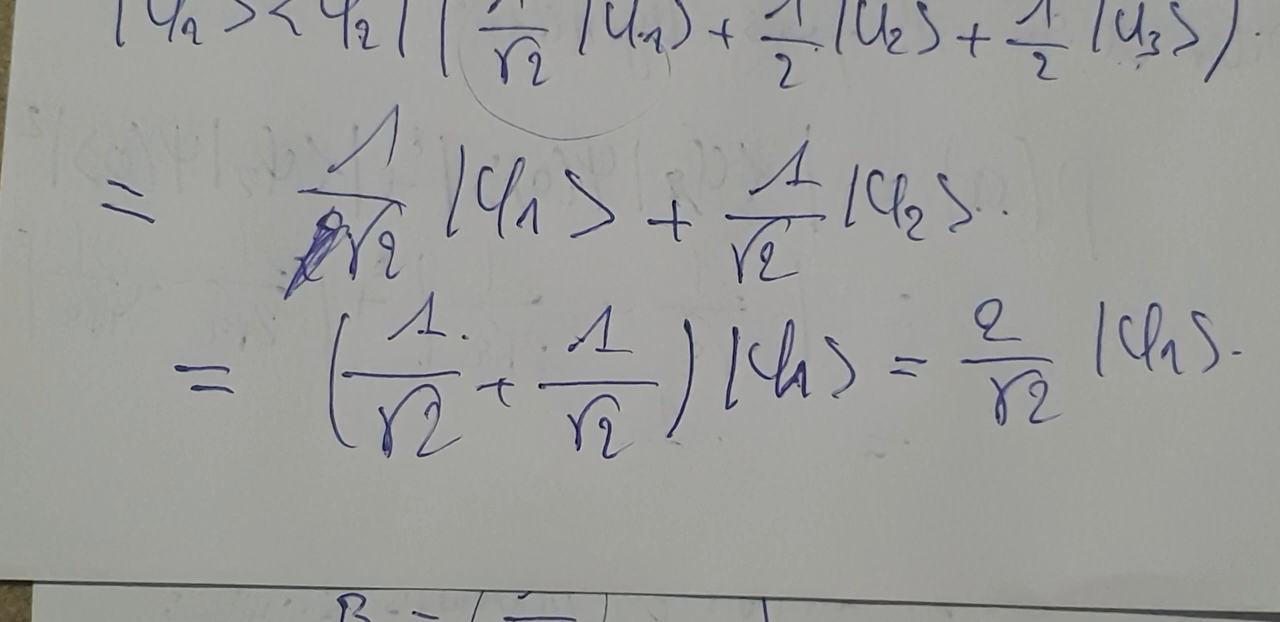 |φ₂><φ₂| (1/√2 |U₁> + 1/2 |U₂> + 1/2 |U₃>).
= 1/√2 |φ₁> + 1/√2 |φ₂>.
= (1/√2 + 1/√2) |φ₁> = 2/√2 |φ₁>.